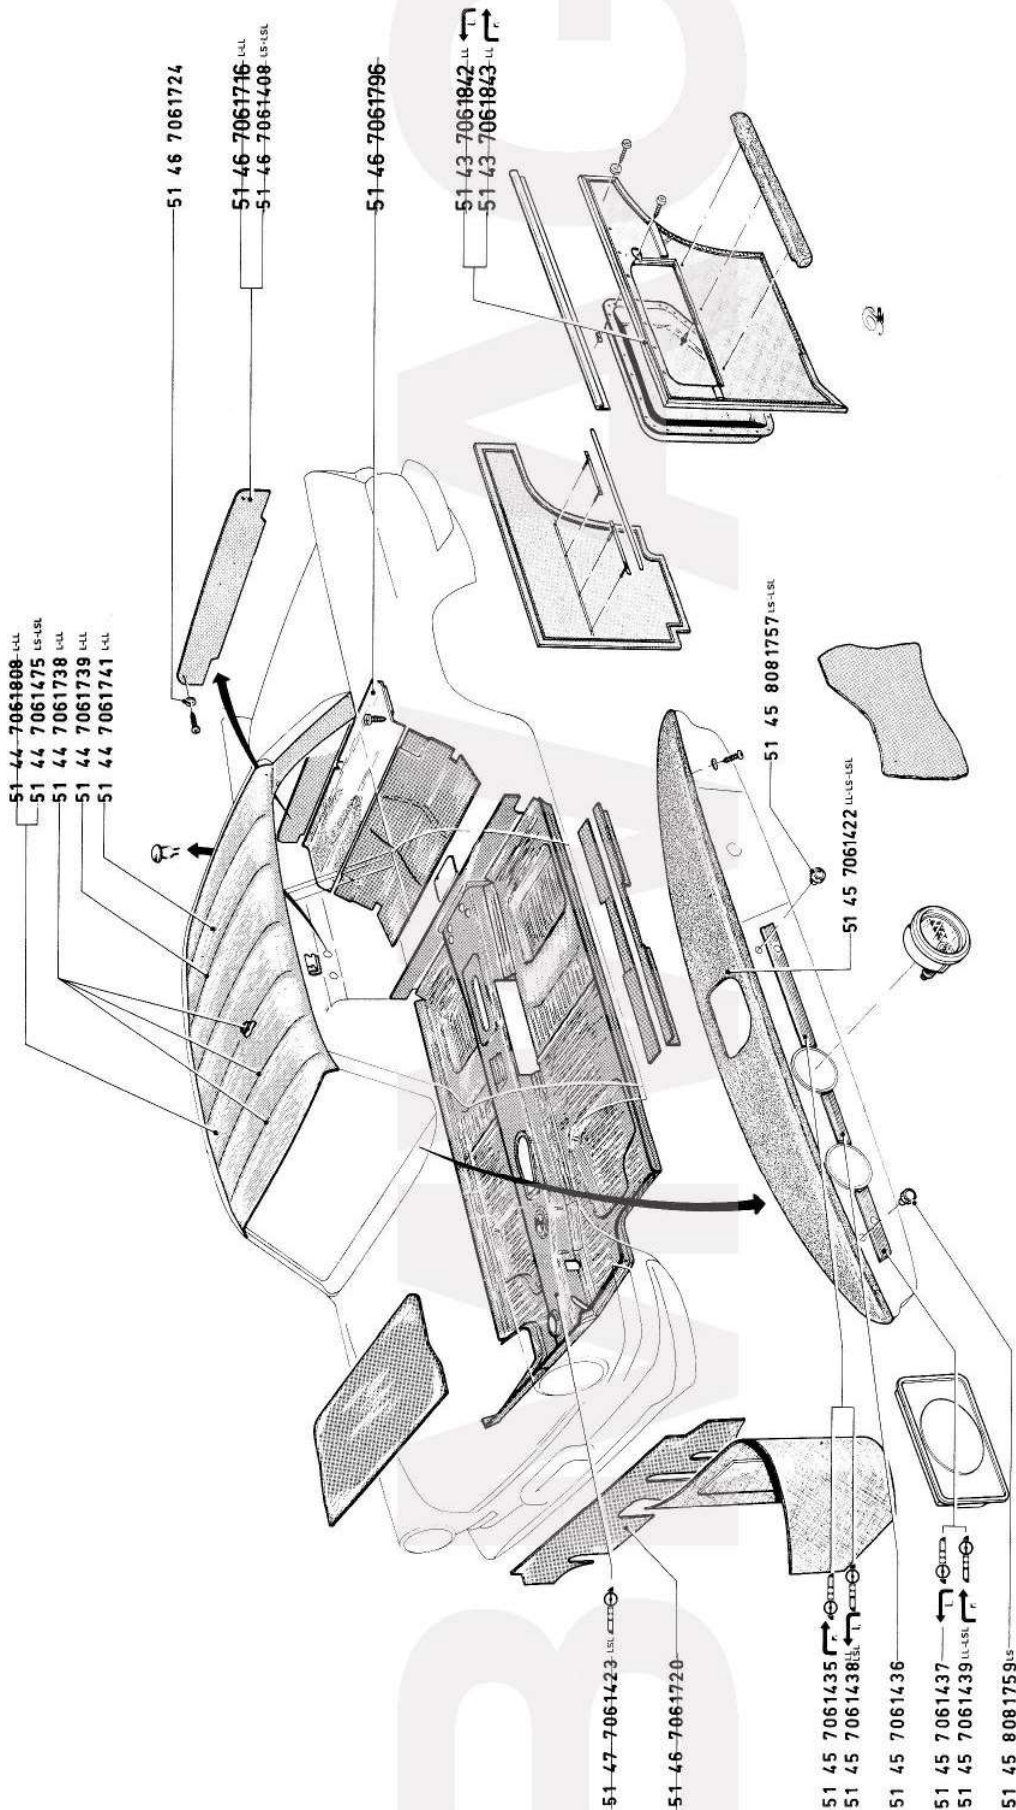 51 44 7061808 L-LL
51 44 7061475 LS-LSL
51 44 7061738 L-LL
51 44 7061739 L-LL
51 44 7061741 L-LL
51 46 7061724
51 46 7061716 L-LL
51 46 7061408 LS-LSL
51 46 7061796
51 43 7061842 LL L.
51 43 7061843 LL r.
51 45 8081757 LS-LSL
51 45 7061422 LL-LS-LSL
51 47 7061423 LSL
51 46 7061720
51 45 7061435 r.
51 45 7061438 LL LSL L.
51 45 7061436
51 45 7061437 L.
51 45 7061439 LL-LSL r.
51 45 8081759 LS